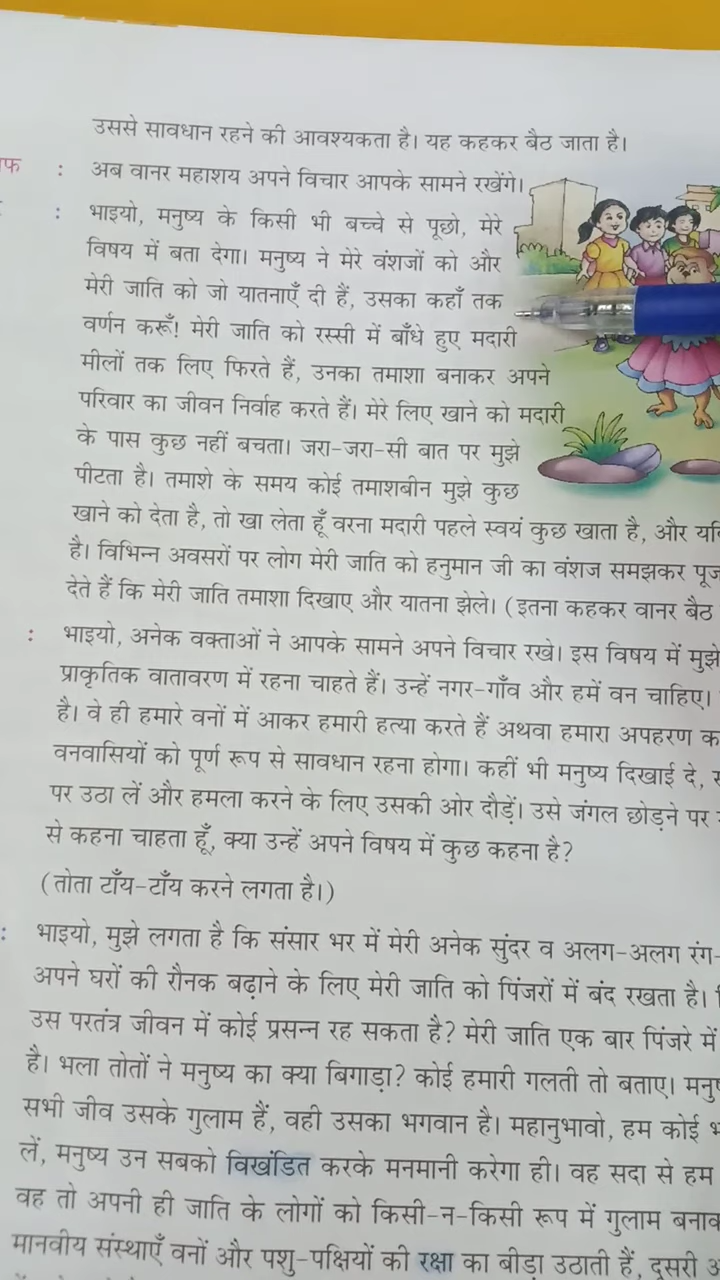 उससे सावधान रहने की आवश्यकता है। यह कहकर बैठ जाता है।
: अब वानर महाशय अपने विचार आपके सामने रखेंगे।
: भाइयो, मनुष्य के किसी भी बच्चे से पूछो, मेरे
विषय में बता देगा। मनुष्य ने मेरे वंशजों को और
मेरी जाति को जो यातनाएँ दी हैं, उसका कहाँ तक
वर्णन करूँ! मेरी जाति को रस्सी में बाँधे हुए मदारी
मीलों तक लिए फिरते हैं, उनका तमाशा बनाकर अपने
परिवार का जीवन निर्वाह करते हैं। मेरे लिए खाने को मदारी
के पास कुछ नहीं बचता। जरा-जरा-सी बात पर मुझे
पीटता है। तमाशे के समय कोई तमाशबीन मुझे कुछ
खाने को देता है, तो खा लेता हूँ वरना मदारी पहले स्वयं कुछ खाता है, और
है। विभिन्न अवसरों पर लोग मेरी जाति को हनुमान जी का वंशज समझकर
देते हैं कि मेरी जाति तमाशा दिखाए और यातना झेले। (इतना कहकर वानर बैठ
: भाइयो, अनेक वक्ताओं ने आपके सामने अपने विचार रखे। इस विषय में मुझे
प्राकृतिक वातावरण में रहना चाहते हैं। उन्हें नगर-गाँव और हमें वन चाहिए।
है। वे ही हमारे वनों में आकर हमारी हत्या करते हैं अथवा हमारा अपहरण
वनवासियों को पूर्ण रूप से सावधान रहना होगा। कहीं भी मनुष्य दिखाई दे,
पर उठा लें और हमला करने के लिए उसकी ओर दौड़ें। उसे जंगल छोड़ने पर
से कहना चाहता हूँ, क्या उन्हें अपने विषय में कुछ कहना है?
(तोता टाँय-टाँय करने लगता है।)
: भाइयो, मुझे लगता है कि संसार भर में मेरी अनेक सुंदर व अलग-अलग रंग-
अपने घरों की रौनक बढ़ाने के लिए मेरी जाति को पिंजरों में बंद रखता है।
उस परतंत्र जीवन में कोई प्रसन्न रह सकता है? मेरी जाति एक बार पिंजरे में
है। भला तोतों ने मनुष्य का क्या बिगाड़ा? कोई हमारी गलती तो बताए।
सभी जीव उसके गुलाम हैं, वही उसका भगवान है। महानुभावो, हम कोई
लें, मनुष्य उन सबको विखंडित करके मनमानी करेगा ही। वह सदा से हम
वह तो अपनी ही जाति के लोगों को किसी-न-किसी रूप में गुलाम
मानवीय संस्थाएँ वनों और पशु-पक्षियों की रक्षा का बीड़ा उठाती हैं, दूसरी